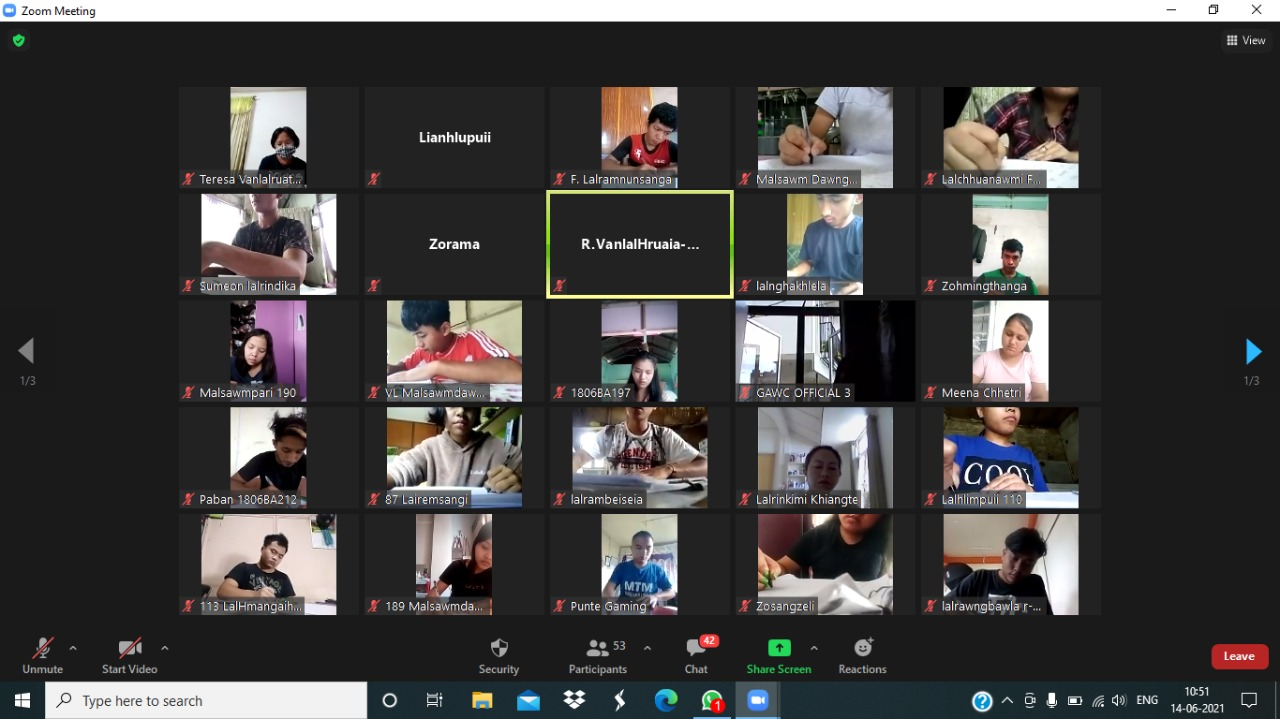 Zoom Meeting
View
Teresa Vanlalruat...
Lianhlupuii
F. Lalramnunsanga
Malsawm Dawng...
Lalchhuanawmi F...
Sumeon lalrindika
Zorama
R.VanlalHruaia-...
lalnghakhlela
Zohmingthanga
1/3
1/3
Malsawmpari 190
VL Malsawmdaw...
1806BA197
GAWC OFFICIAL 3
Meena Chhetri
Paban 1806BA212
87 Lairemsangi
lalrambeiseia
Lalrinkimi Khiangte
COOL
Lalhlimpuii 110
113 LalHmangaih...
189 Malsawmda...
MTM
Punte Gaming
Zosangzeli
lalrawngbawla r-...
Unmute
Start Video
Security
53
Participants
42
Chat
Share Screen
Reactions
Leave
Type here to search
1
ENG
10:51
14-06-2021